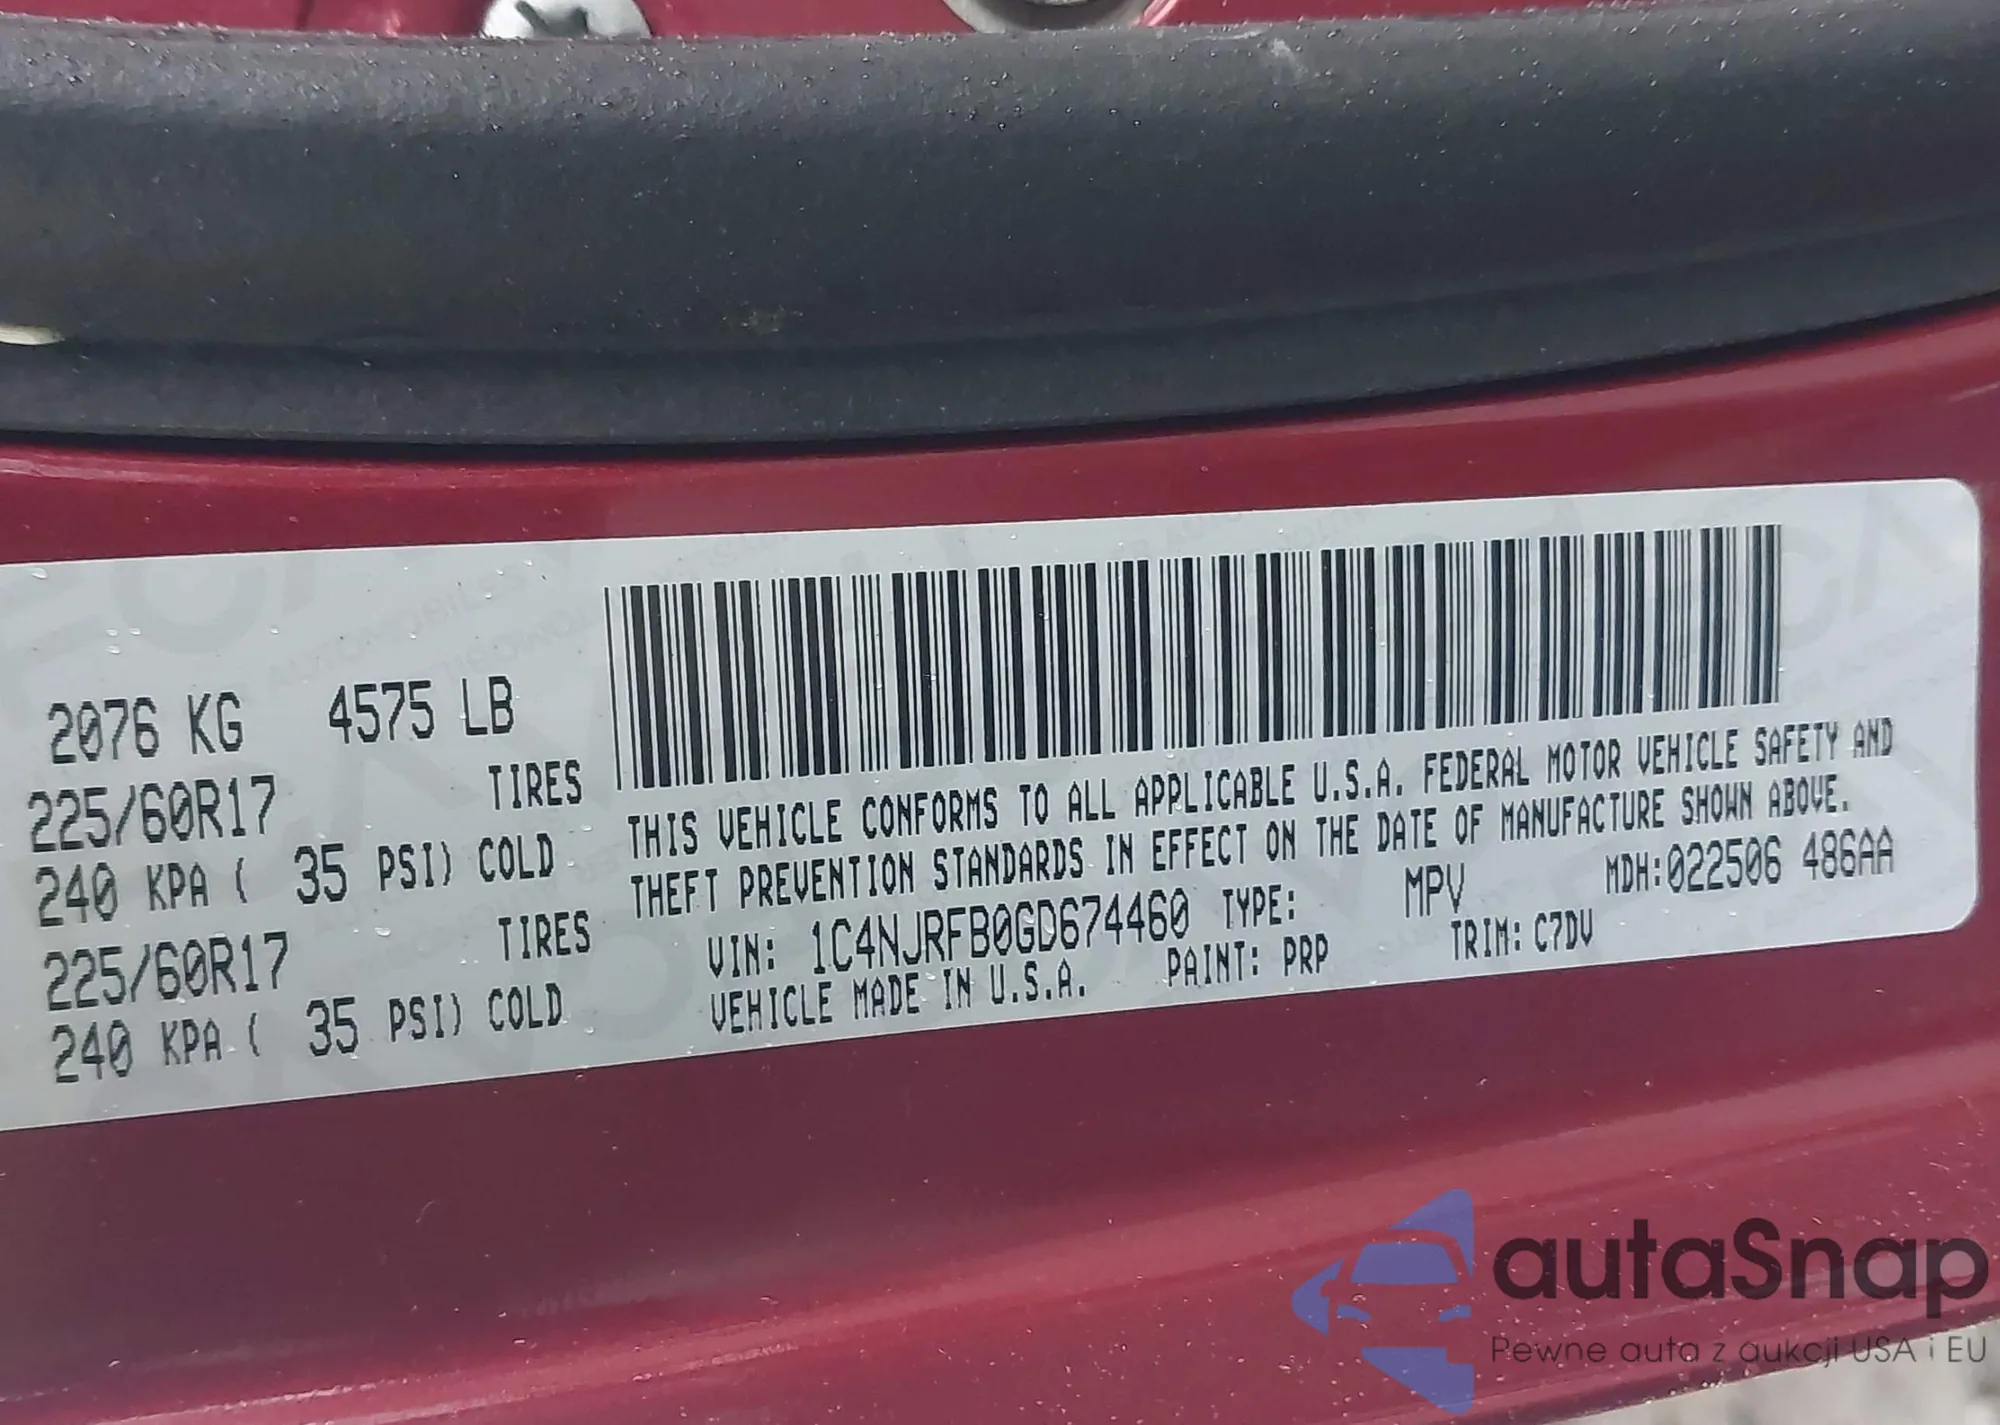 2076 KG 4575 LB
225/60R17 TIRES
240 KPA ( 35 PSI) COLD
225/60R17 TIRES
240 KPA ( 35 PSI) COLD
THIS VEHICLE CONFORMS TO ALL APPLICABLE U.S.A. FEDERAL MOTOR VEHICLE SAFETY AND
THEFT PREVENTION STANDARDS IN EFFECT ON THE DATE OF MANUFACTURE SHOWN ABOVE.
VIN: 1C4NJRFB0GD674460 TYPE: MPV MDH:022506 486AA
VEHICLE MADE IN U.S.A. PAINT: PRP TRIM: C7DV
autaSnap
Pewne auta z aukcji USA i EU